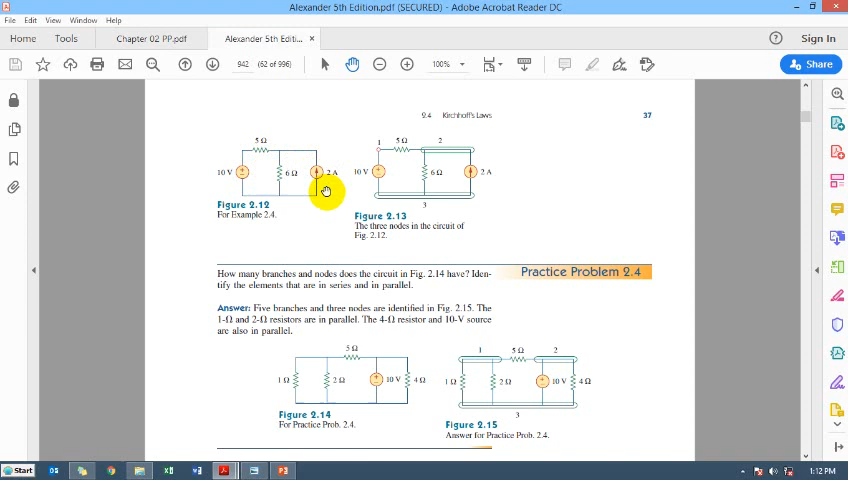 Alexander 5th Edition.pdf (SECURED) - Adobe Acrobat Reader DC
File Edit View Window Help
Home Tools Chapter 02 PP.pdf Alexander 5th Editi... × Sign In
942 (62 of 996) 100% Share
2.4 Kirchhoff's Laws 37
5 Ω
10 V 6 Ω 2 A
1 5 Ω 2
10 V 6 Ω 2 A
3
Figure 2.12
For Example 2.4.
Figure 2.13
The three nodes in the circuit of
Fig. 2.12.
Practice Problem 2.4
How many branches and nodes does the circuit in Fig. 2.14 have? Iden-
tify the elements that are in series and in parallel.
Answer: Five branches and three nodes are identified in Fig. 2.15. The
1-Ω and 2-Ω resistors are in parallel. The 4-Ω resistor and 10-V source
are also in parallel.
5 Ω
1 Ω 2 Ω 10 V 4 Ω
1 5 Ω 2
1 Ω 2 Ω 10 V 4 Ω
3
Figure 2.14
For Practice Prob. 2.4.
Figure 2.15
Answer for Practice Prob. 2.4.
Start 1:12 PM